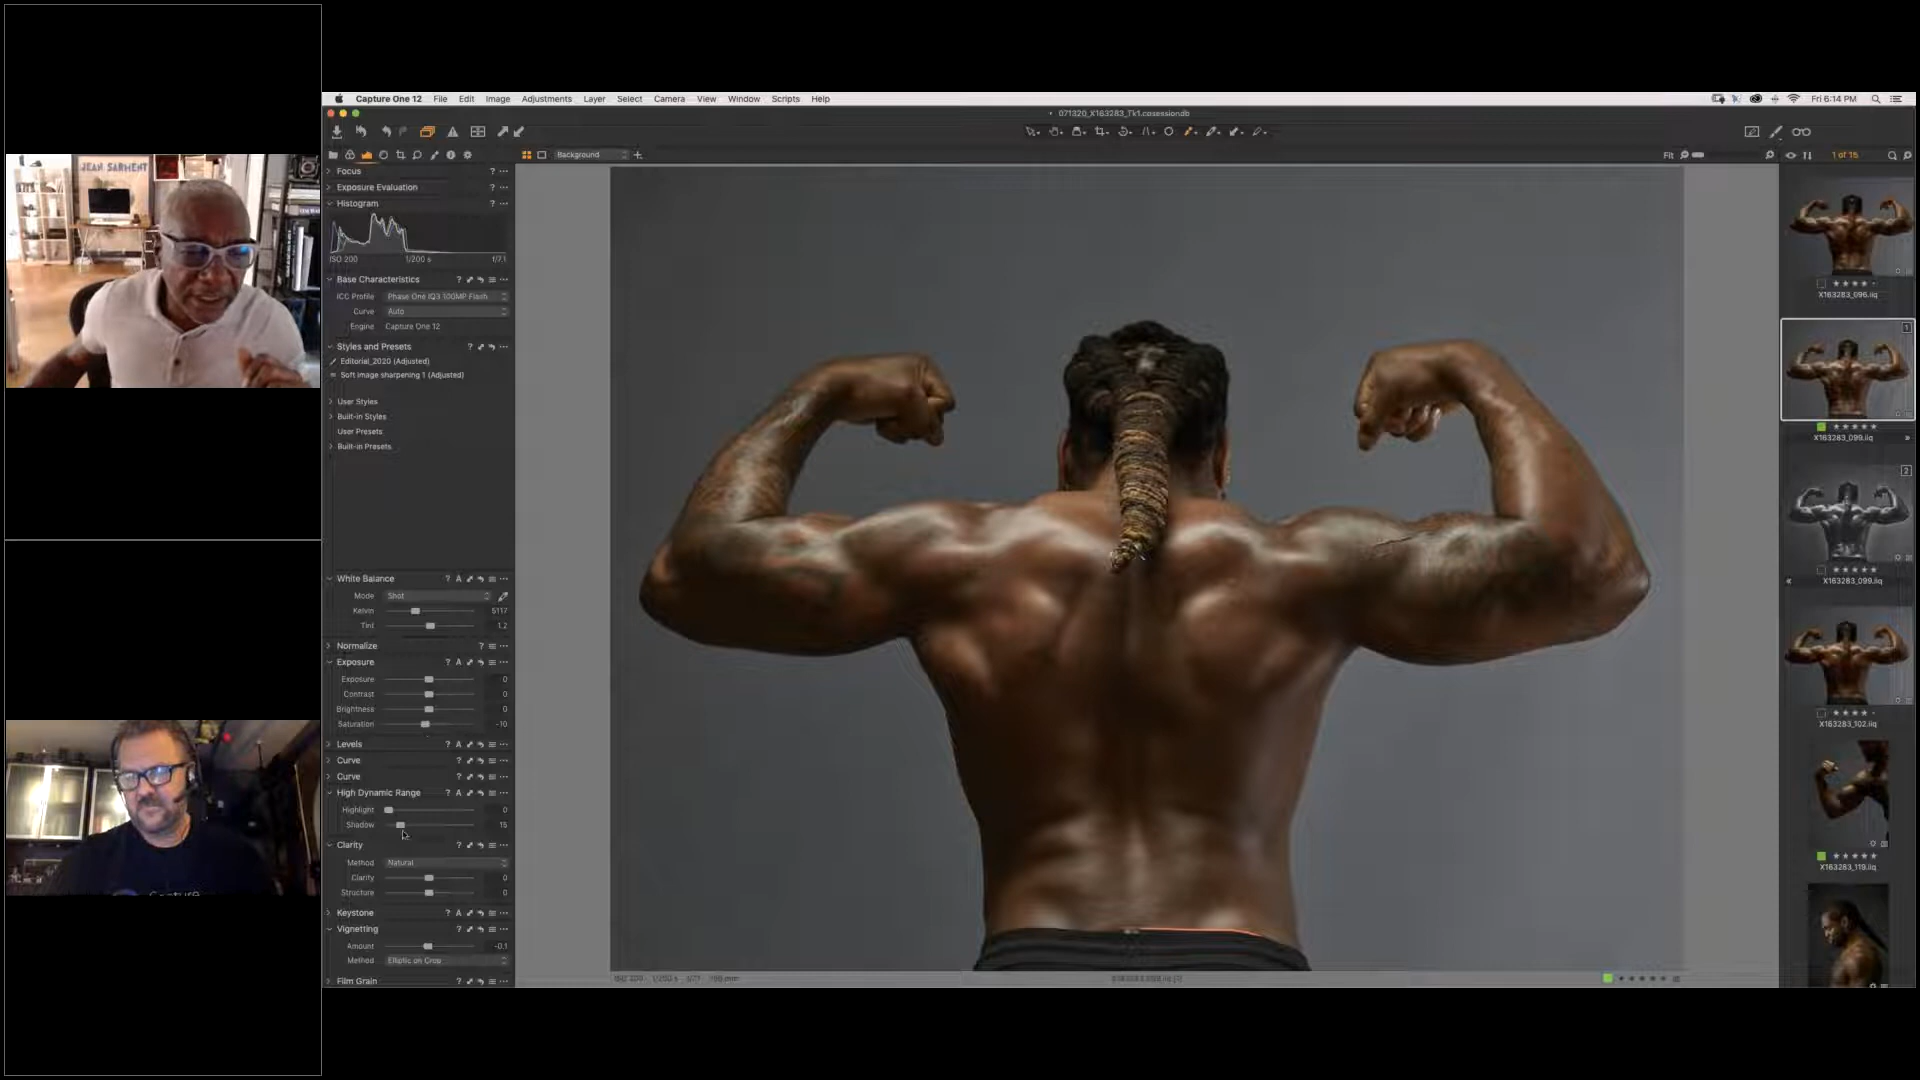 JEAN SARMENT
Capture One 12 File Edit Image Adjustments Layer Select Camera View Window Scripts Help
Fri 6:14 PM
071320_X163283_Tk1.cosessiondb
Background
Fit
1 of 15
Focus
Exposure Evaluation
Histogram
ISO 200 1/200 s f/7.1
Base Characteristics
ICC Profile Phase One IQ3 100MP Flash
Curve Auto
Engine Capture One 12
Styles and Presets
Editorial_2020 (Adjusted)
Soft image sharpening 1 (Adjusted)
User Styles
Built-in Styles
User Presets
Built-in Presets
White Balance
Mode Shot
Kelvin 5117
Tint 1.2
Normalize
Exposure
Exposure 0
Contrast 0
Brightness 0
Saturation -10
Levels
Curve
Curve
High Dynamic Range
Highlight 0
Shadow 15
Clarity
Method Natural
Clarity 0
Structure 0
Keystone
Vignetting
Amount -0.1
Method Elliptic on Crop
Film Grain
X163283_096.iiq
1
X163283_099.iiq
2
X163283_099.iiq
X163283_102.iiq
X163283_119.iiq
Capture